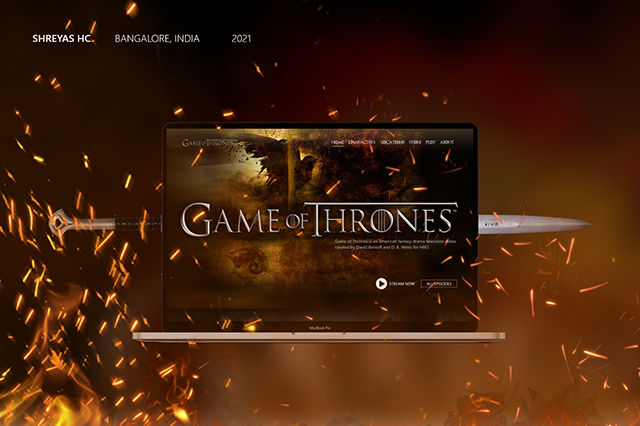 SHREYAS HC. BANGALORE, INDIA 2021
GAME OF THRONES HOME CHARACTERS LOCATIONS STORE PLOT ABOUT
GAME OF THRONES
Game of Thrones is an American fantasy drama television series
created by David Benioff and D. B. Weiss for HBO.
STREAM NOW ALL EPISODES
MacBook Pro